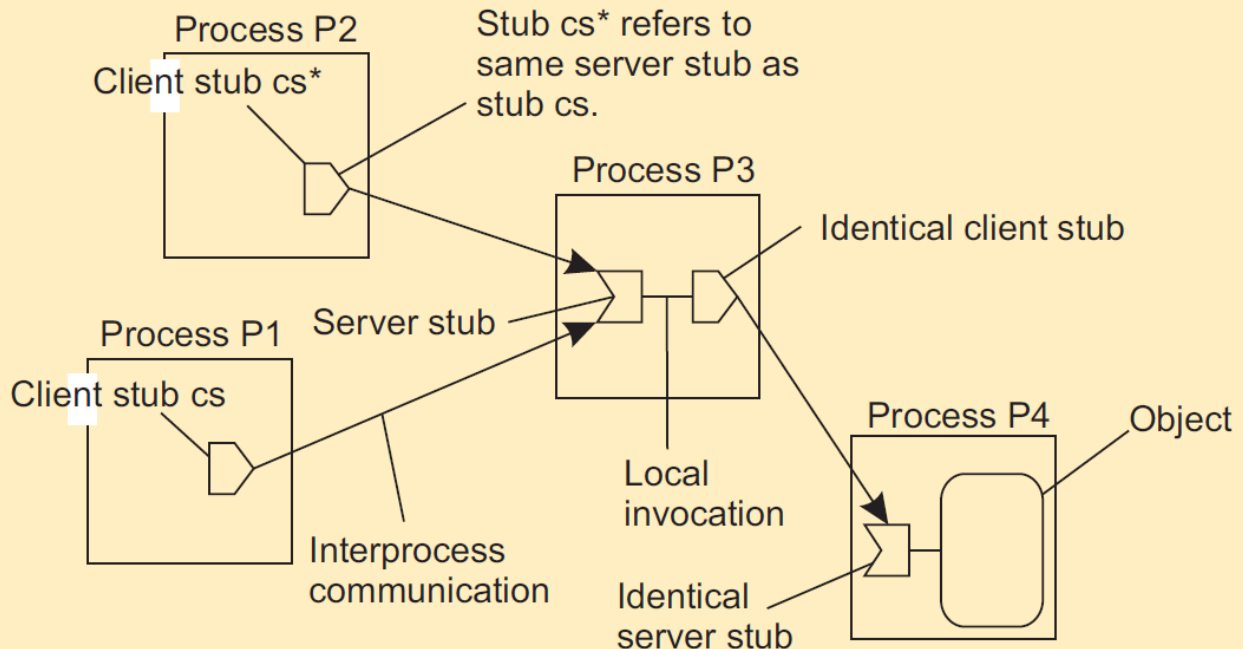 Process P2
Client stub cs*
Stub cs* refers to
same server stub as
stub cs.
Process P3
Identical client stub
Server stub
Process P1
Client stub cs
Process P4
Object
Local
invocation
Interprocess
communication
Identical
server stub